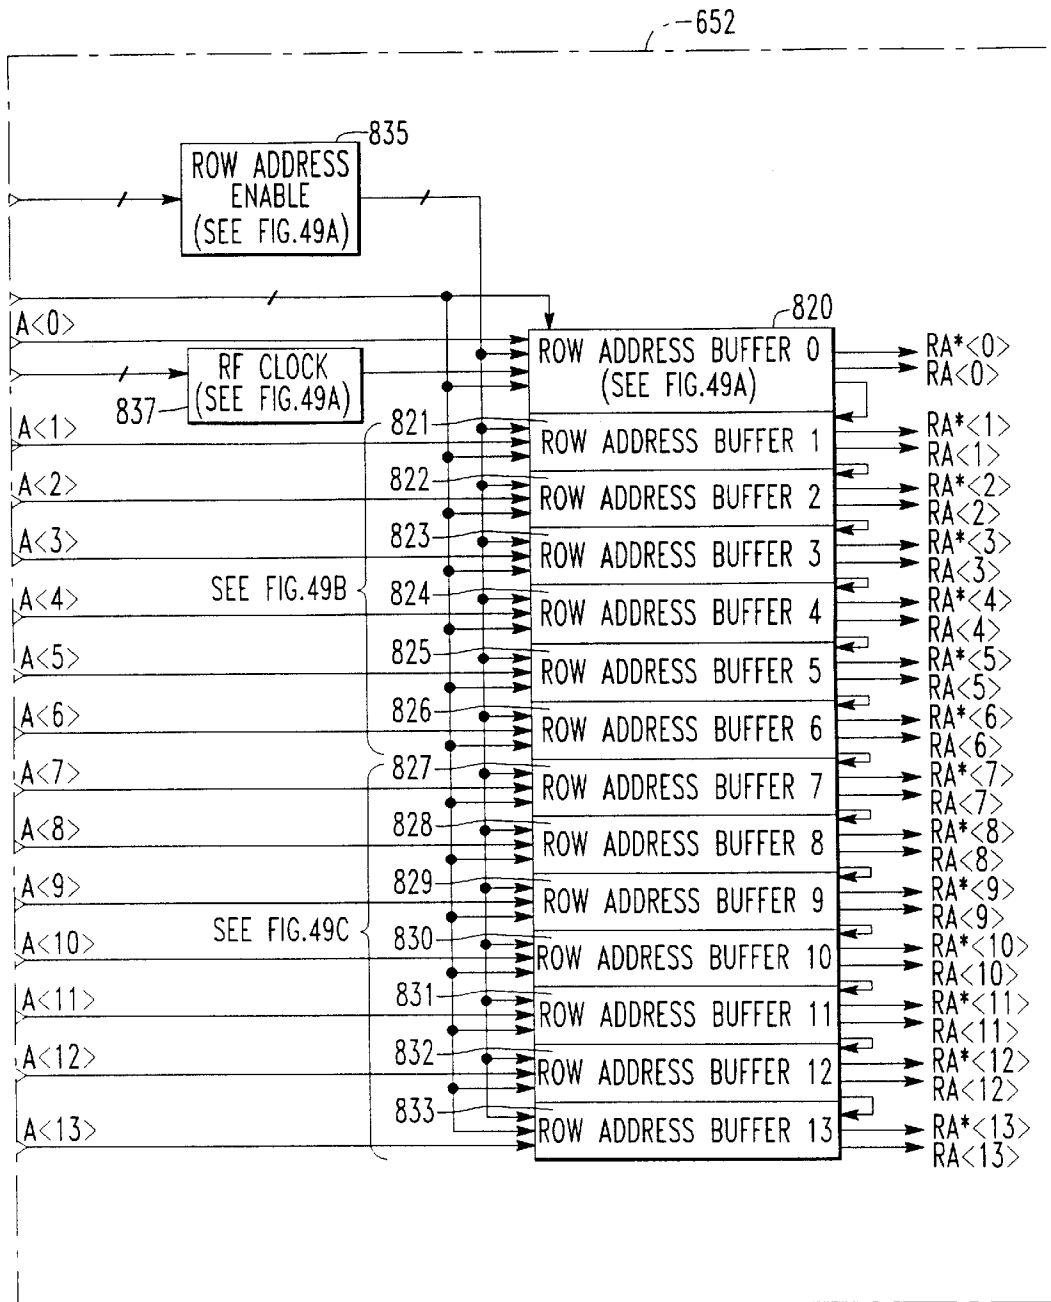 652
835
ROW ADDRESS
ENABLE
(SEE FIG.49A)
A<0>
820
ROW ADDRESS BUFFER 0
(SEE FIG.49A)
RA*<0>
RA<0>
RF CLOCK
(SEE FIG.49A)
837
A<1>
821
ROW ADDRESS BUFFER 1
RA*<1>
RA<1>
A<2>
822
ROW ADDRESS BUFFER 2
RA*<2>
RA<2>
A<3>
823
ROW ADDRESS BUFFER 3
RA*<3>
RA<3>
SEE FIG.49B
A<4>
824
ROW ADDRESS BUFFER 4
RA*<4>
RA<4>
A<5>
825
ROW ADDRESS BUFFER 5
RA*<5>
RA<5>
A<6>
826
ROW ADDRESS BUFFER 6
RA*<6>
RA<6>
A<7>
827
ROW ADDRESS BUFFER 7
RA*<7>
RA<7>
A<8>
828
ROW ADDRESS BUFFER 8
RA*<8>
RA<8>
A<9>
829
ROW ADDRESS BUFFER 9
RA*<9>
RA<9>
SEE FIG.49C
A<10>
830
ROW ADDRESS BUFFER 10
RA*<10>
RA<10>
A<11>
831
ROW ADDRESS BUFFER 11
RA*<11>
RA<11>
A<12>
832
ROW ADDRESS BUFFER 12
RA*<12>
RA<12>
A<13>
833
ROW ADDRESS BUFFER 13
RA*<13>
RA<13>